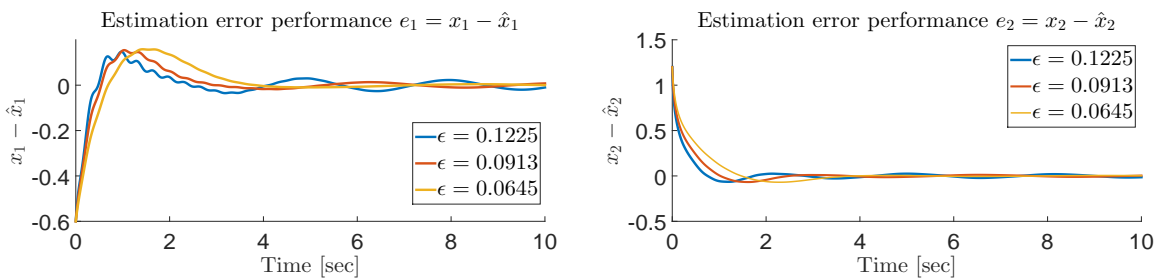 Estimation error performance e₁ = x₁ − x̂₁
0
-0.2
-0.4
-0.6
x₁ − x̂₁
ϵ = 0.1225
ϵ = 0.0913
ϵ = 0.0645
0 2 4 6 8 10
Time [sec]
Estimation error performance e₂ = x₂ − x̂₂
1.5
1
0.5
0
-0.5
x₂ − x̂₂
ϵ = 0.1225
ϵ = 0.0913
ϵ = 0.0645
0 2 4 6 8 10
Time [sec]